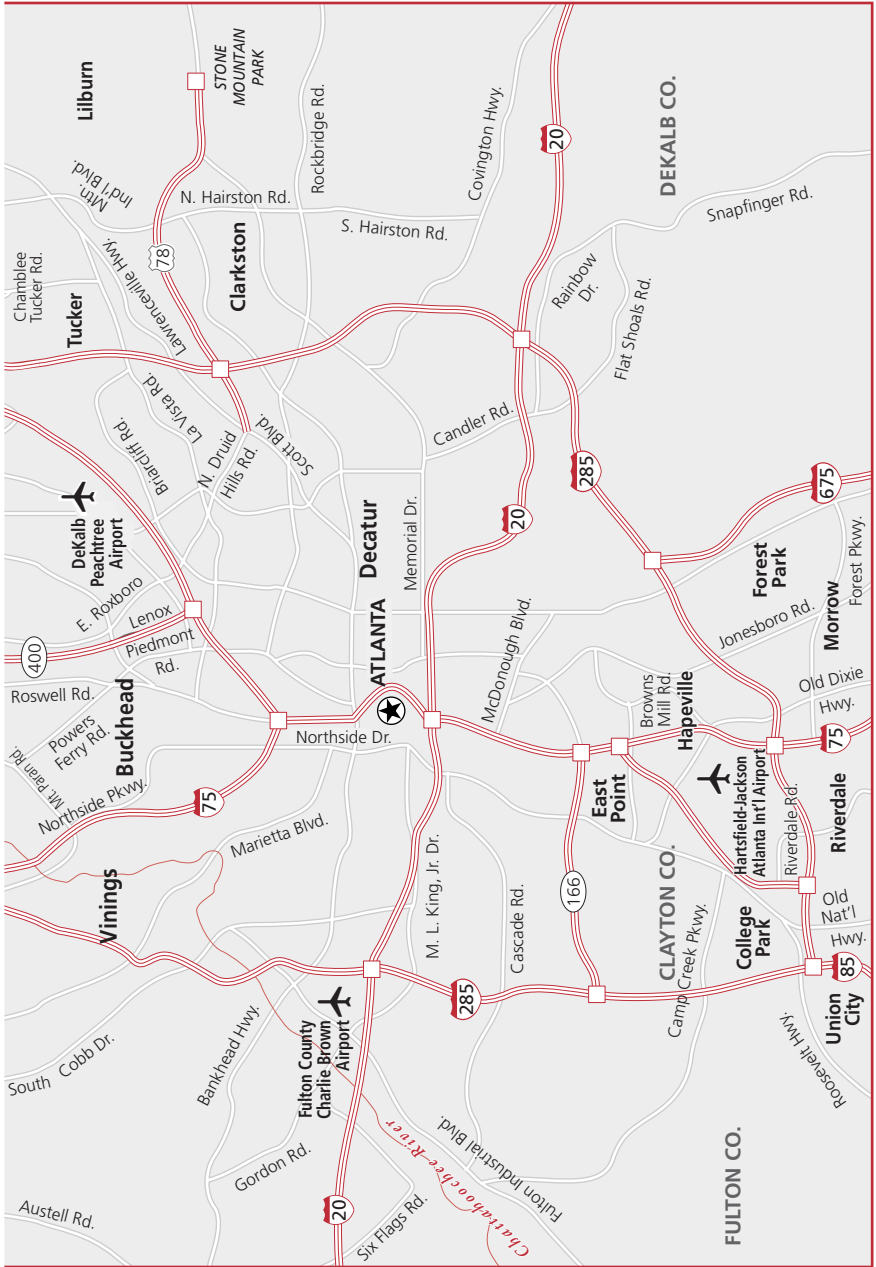 Lilburn
STONE
MOUNTAIN
PARK
Rockbridge Rd.
Covington Hwy.
20
DEKALB CO.
Mtn.
Ind'l Blvd.
N. Hairston Rd.
S. Hairston Rd.
Snapfinger Rd.
Chamblee
Tucker Rd.
Tucker
Lawrenceville Hwy.
78
Clarkston
Rainbow
Dr.
Flat Shoals Rd.
Briarcliff Rd.
La Vista Rd.
N. Druid
Hills Rd.
Scott Blvd.
Candler Rd.
285
675
DeKalb
Peachtree
Airport
Decatur
Memorial Dr.
20
Forest
Park
Forest Pkwy.
E. Roxboro
Lenox
Piedmont
Rd.
400
Roswell Rd.
ATLANTA
McDonough Blvd.
Jonesboro Rd.
Morrow
Browns
Mill Rd.
Old Dixie
Hwy.
Buckhead
Powers
Ferry Rd.
Mt. Paran Rd.
Northside Pkwy.
75
Northside Dr.
Hapeville
75
East
Point
Hartsfield-Jackson
Atlanta Int'l Airport
Riverdale Rd.
Riverdale
Marietta Blvd.
M. L. King, Jr. Dr.
Cascade Rd.
166
CLAYTON CO.
Vinings
College
Park
Old
Nat'l
Hwy.
Camp Creek Pkwy.
285
85
Union
City
Roosevelt Hwy.
South Cobb Dr.
Bankhead Hwy.
Fulton County
Charlie Brown
Airport
Chattahoochee River
Fulton Industrial Blvd.
Gordon Rd.
20
Six Flags Rd.
Austell Rd.
FULTON CO.